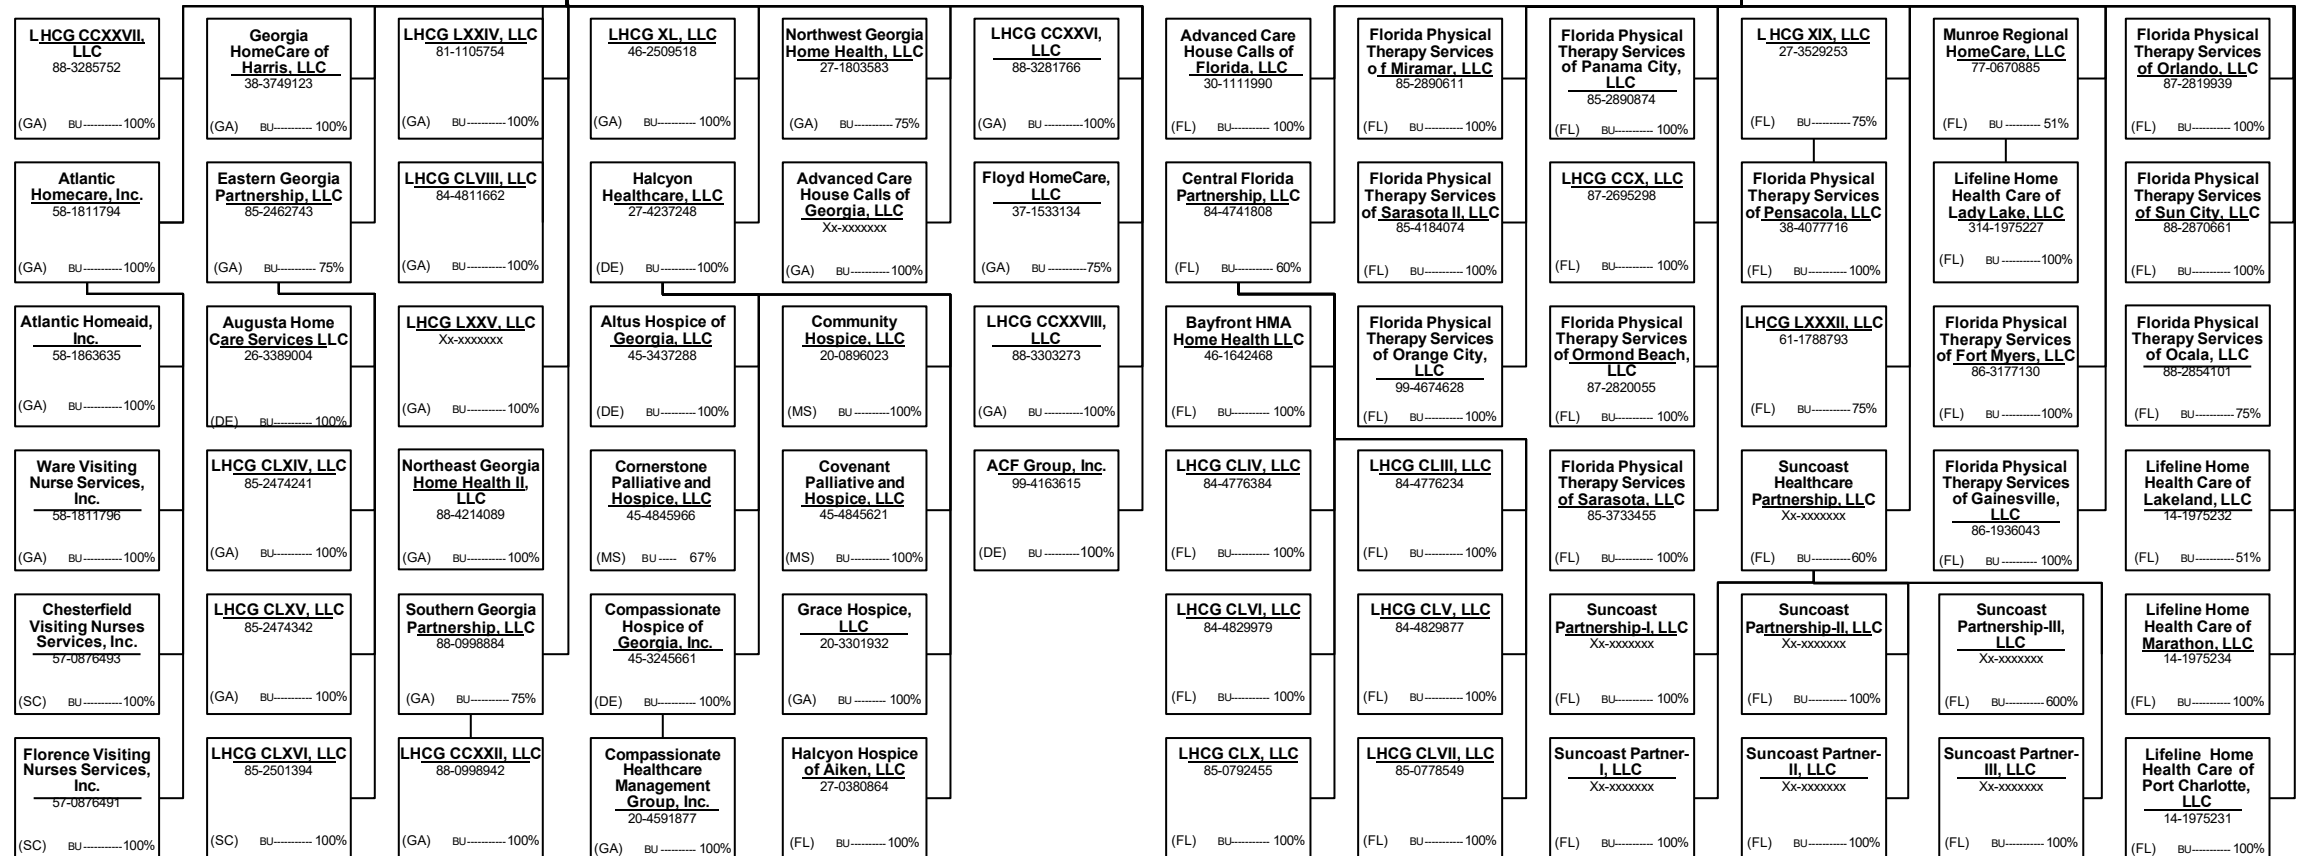 LHCG CCXXVII,
LLC
88-3285752
(GA) BU-----------100%
Georgia
HomeCare of
Harris, LLC
38-3749123
(GA) BU----------- 100%
LHCG LXXIV, LLC
81-1105754
(GA) BU-----------100%
LHCG XL, LLC
46-2509518
(GA) BU----------- 100%
Northwest Georgia
Home Health, LLC
27-1803583
(GA) BU----------- 75%
LHCG CCXXVI,
LLC
88-3281766
(GA) BU -----------100%
Advanced Care
House Calls of
Florida, LLC
30-1111990
(FL) BU----------- 100%
Florida Physical
Therapy Services
of Miramar, LLC
85-2890611
(FL) BU----------- 100%
Florida Physical
Therapy Services
of Panama City,
LLC
85-2890874
(FL) BU----------- 100%
LHCG XIX, LLC
27-3529253
(FL) BU-----------75%
Munroe Regional
HomeCare, LLC
77-0670885
(FL) BU ---------- 51%
Florida Physical
Therapy Services
of Orlando, LLC
87-2819939
(FL) BU----------- 100%
Atlantic
Homecare, Inc.
58-1811794
(GA) BU-----------100%
Eastern Georgia
Partnership, LLC
85-2462743
(GA) BU----------- 75%
LHCG CLVIII, LLC
84-4811662
(GA) BU----------- 100%
Halcyon
Healthcare, LLC
27-4237248
(DE) BU----------100%
Advanced Care
House Calls of
Georgia, LLC
Xx-xxxxxxx
(GA) BU-----------100%
Floyd HomeCare,
LLC
37-1533134
(GA) BU -----------75%
Central Florida
Partnership, LLC
84-4741808
(FL) BU----------- 60%
Florida Physical
Therapy Services
of Sarasota II, LLC
85-4184074
(FL) BU----------- 100%
LHCG CCX, LLC
87-2695298
(FL) BU----------- 100%
Florida Physical
Therapy Services
of Pensacola, LLC
38-4077716
(FL) BU----------- 100%
Lifeline Home
Health Care of
Lady Lake, LLC
314-1975227
(FL) BU ----------100%
Florida Physical
Therapy Services
of Sun City, LLC
88-2870661
(FL) BU----------- 100%
Atlantic Homeaid,
Inc.
58-1863635
(GA) BU-----------100%
Augusta Home
Care Services LLC
26-3389004
(DE) BU----------- 100%
LHCG LXXV, LLC
Xx-xxxxxxx
(GA) BU-----------100%
Altus Hospice of
Georgia, LLC
45-3437288
(DE) BU----------100%
Community
Hospice, LLC
20-0896023
(MS) BU ----------100%
LHCG CCXXVIII,
LLC
88-3303273
(GA) BU ----------100%
Bayfront HMA
Home Health LLC
46-1642468
(FL) BU----------- 100%
Florida Physical
Therapy Services
of Orange City,
LLC
99-4674628
(FL) BU----------- 100%
Florida Physical
Therapy Services
of Ormond Beach,
LLC
87-2820055
(FL) BU----------- 100%
LHCG LXXXII, LLC
61-1788793
(FL) BU-----------75%
Florida Physical
Therapy Services
of Fort Myers, LLC
86-3177130
(FL) BU ----------100%
Florida Physical
Therapy Services
of Ocala, LLC
88-2854101
(FL) BU-----------75%
Ware Visiting
Nurse Services,
Inc.
58-1811796
(GA) BU-----------100%
LHCG CLXIV, LLC
85-2474241
(GA) BU----------- 100%
Northeast Georgia
Home Health II,
LLC
88-4214089
(GA) BU----------- 100%
Cornerstone
Palliative and
Hospice, LLC
45-4845966
(MS) BU ----- 67%
Covenant
Palliative and
Hospice, LLC
45-4845621
(MS) BU ----------100%
ACF Group, Inc.
99-4163615
(DE) BU ----------100%
LHCG CLIV, LLC
84-4776384
(FL) BU----------- 100%
LHCG CLIII, LLC
84-4776234
(FL) BU----------- 100%
Florida Physical
Therapy Services
of Sarasota, LLC
85-3733455
(FL) BU----------- 100%
Suncoast
Healthcare
Partnership, LLC
Xx-xxxxxxx
(FL) BU-----------60%
Florida Physical
Therapy Services
of Gainesville,
LLC
86-1936043
(FL) BU ---------- 100%
Lifeline Home
Health Care of
Lakeland, LLC
14-1975232
(FL) BU-----------51%
Chesterfield
Visiting Nurses
Services, Inc.
57-0876493
(SC) BU-----------100%
LHCG CLXV, LLC
85-2474342
(GA) BU----------- 100%
Southern Georgia
Partnership, LLC
88-0998884
(GA) BU----------- 75%
Compassionate
Hospice of
Georgia, Inc.
45-3245661
(DE) BU---------- 100%
Grace Hospice,
LLC
20-3301932
(GA) BU ---------- 100%
LHCG CLVI, LLC
84-4829979
(FL) BU----------- 100%
LHCG CLV, LLC
84-4829877
(FL) BU----------- 100%
Suncoast
Partnership-I, LLC
Xx-xxxxxxx
(FL) BU----------- 100%
Suncoast
Partnership-II, LLC
Xx-xxxxxxx
(FL) BU----------- 100%
Suncoast
Partnership-III,
LLC
Xx-xxxxxxx
(FL) BU-----------600%
Lifeline Home
Health Care of
Marathon, LLC
14-1975234
(FL) BU----------- 100%
Florence Visiting
Nurses Services,
Inc.
57-0876491
(SC) BU-----------100%
LHCG CLXVI, LLC
85-2501394
(SC) BU----------- 100%
LHCG CCXXII, LLC
88-0998942
(GA) BU-----------100%
Compassionate
Healthcare
Management
Group, Inc.
20-4591877
(GA) BU ---------- 100%
Halcyon Hospice
of Aiken, LLC
27-0380864
(FL) BU-----------100%
LHCG CLX, LLC
85-0792455
(FL) BU----------- 100%
LHCG CLVII, LLC
85-0778549
(FL) BU----------- 100%
Suncoast Partner-
I, LLC
Xx-xxxxxxx
(FL) BU----------- 100%
Suncoast Partner-
II, LLC
Xx-xxxxxxx
(FL) BU----------- 100%
Suncoast Partner-
III, LLC
Xx-xxxxxxx
(FL) BU----------- 100%
Lifeline Home
Health Care of
Port Charlotte,
LLC
14-1975231
(FL) BU----------- 100%